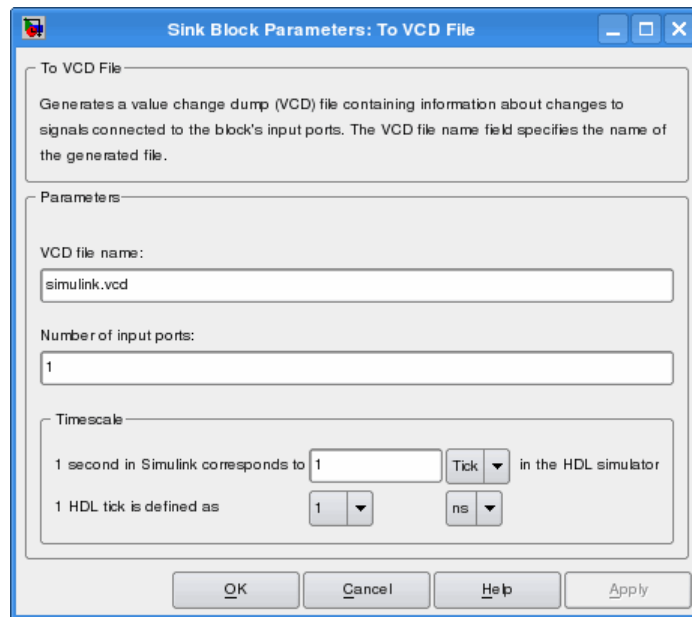 Sink Block Parameters: To VCD File
To VCD File
Generates a value change dump (VCD) file containing information about changes to
signals connected to the block's input ports. The VCD file name field specifies the name of
the generated file.
Parameters
VCD file name:
simulink.vcd
Number of input ports:
1
Timescale
1 second in Simulink corresponds to 1 Tick in the HDL simulator
1 HDL tick is defined as 1 ns
OK Cancel Help Apply